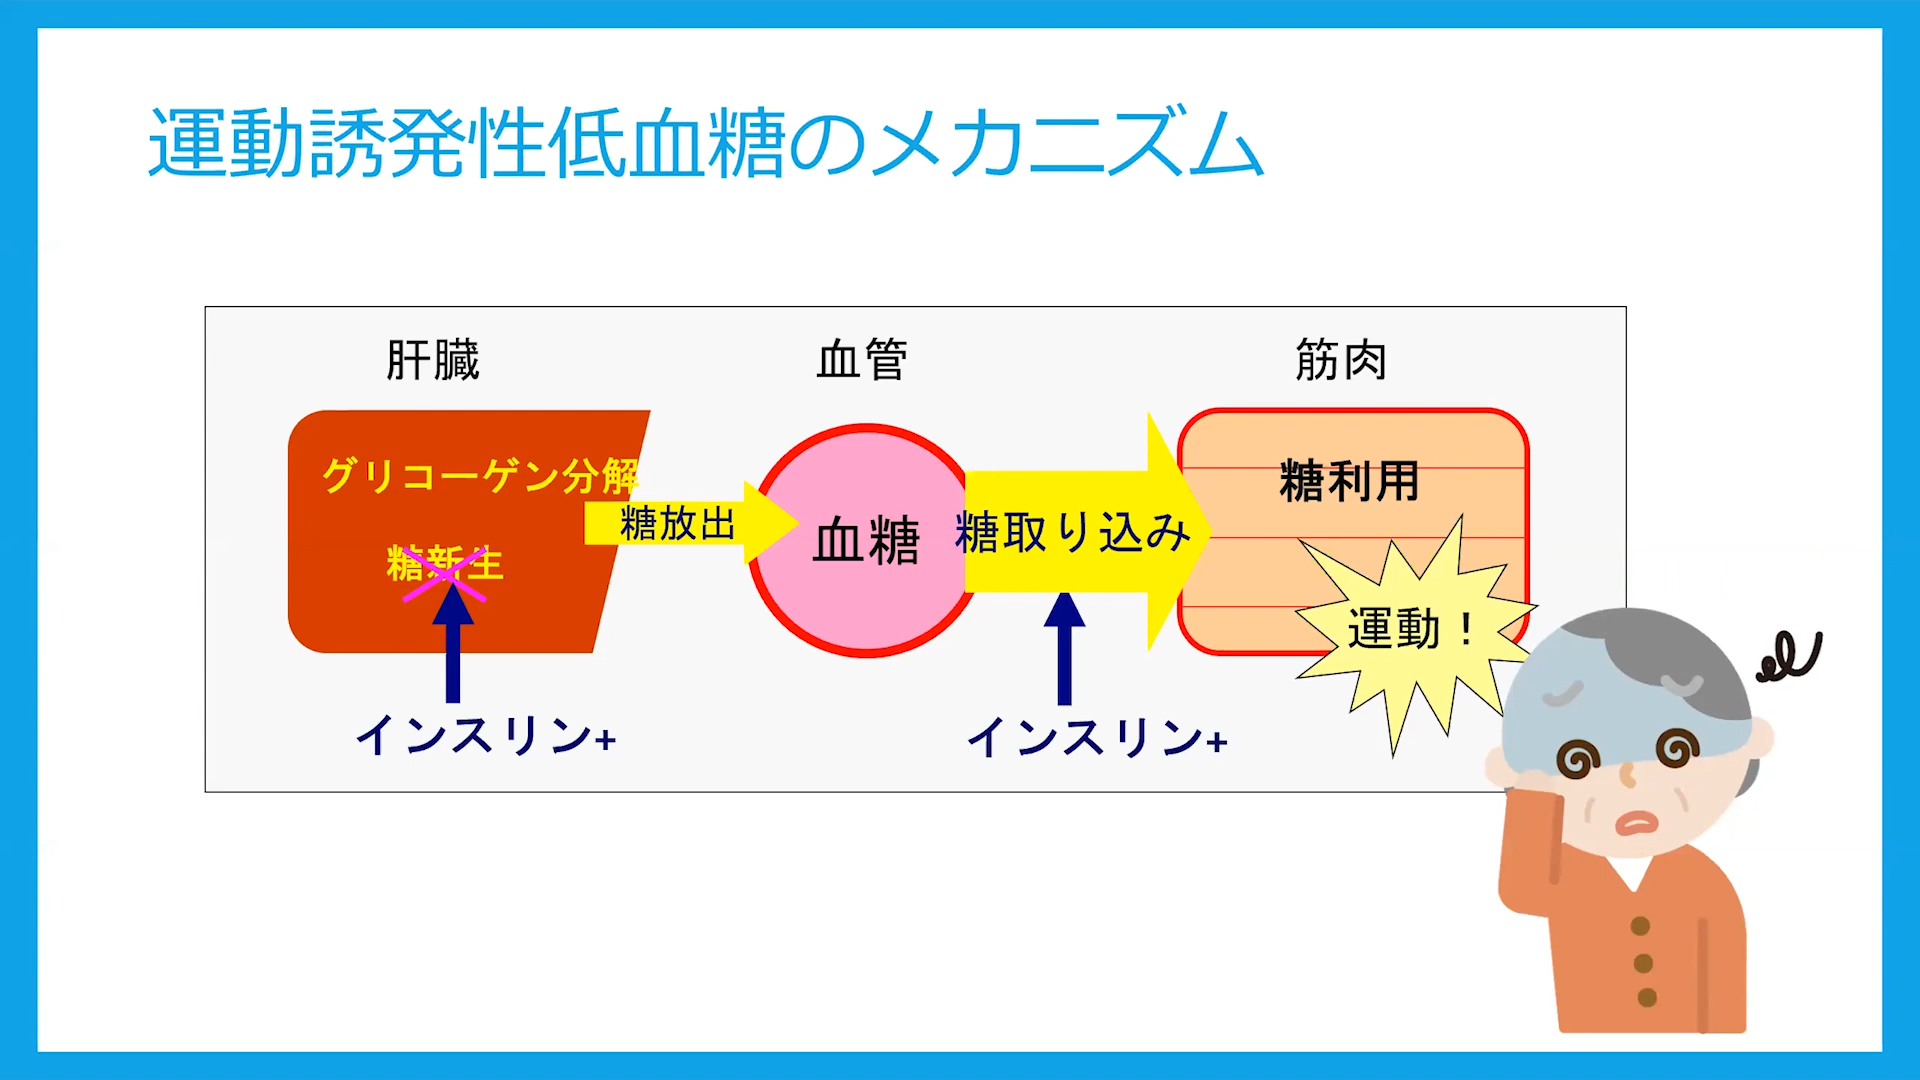 運動誘発性低血糖のメカニズム
肝臓
血管
筋肉
グリコーゲン分解
糖新生
糖放出
血糖
糖取り込み
糖利用
運動！
インスリン+
インスリン+